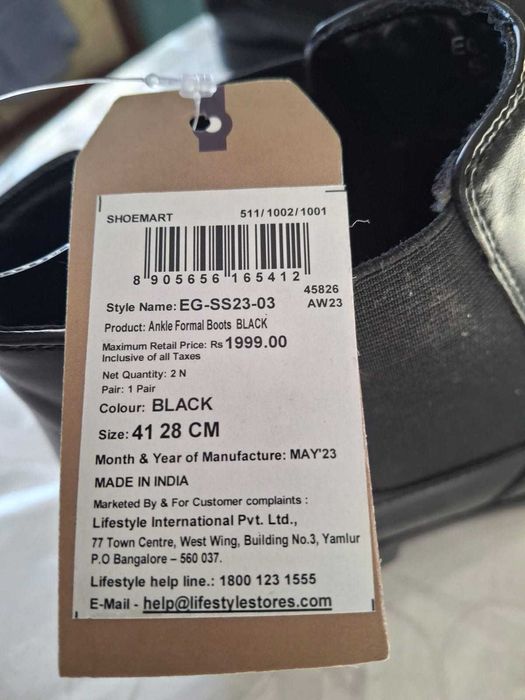 SHOEMART 511/1002/1001
8 905656 165412
45826
Style Name: EG-SS23-03 AW23
Product: Ankle Formal Boots BLACK
Maximum Retail Price: Rs 1999.00
Inclusive of all Taxes
Net Quantity: 2 N
Pair: 1 Pair
Colour: BLACK
Size: 41 28 CM
Month & Year of Manufacture: MAY'23
MADE IN INDIA
Marketed By & For Customer complaints :
Lifestyle International Pvt. Ltd.,
77 Town Centre, West Wing, Building No.3, Yamlur
P.O Bangalore – 560 037.
Lifestyle help line.: 1800 123 1555
E-Mail - help@lifestylestores.com